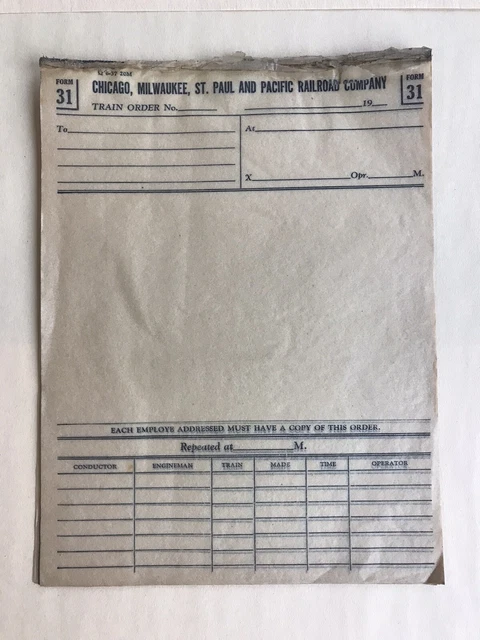 FORM 31 CHICAGO, MILWAUKEE, ST. PAUL AND PACIFIC RAILROAD COMPANY FORM 31
TRAIN ORDER No. 19
To At
X Opr. M.
EACH EMPLOYE ADDRESSED MUST HAVE A COPY OF THIS ORDER.
Repeated at M.
CONDUCTOR ENGINEMAN TRAIN MADE TIME OPERATOR